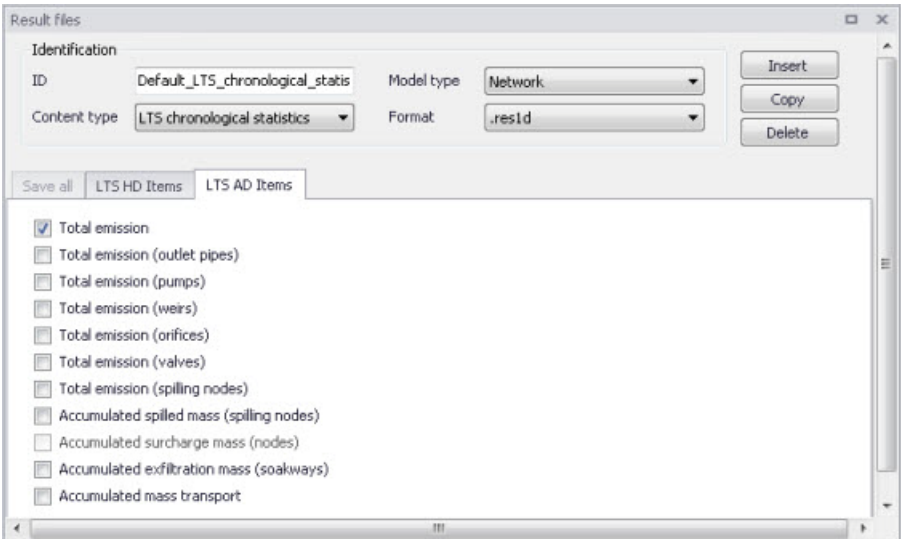 Result files
Identification
ID Default_LTS_chronological_statis Model type Network
Content type LTS chronological statistics Format .res1d
Insert
Copy
Delete
Save all LTS HD Items LTS AD Items
Total emission
Total emission (outlet pipes)
Total emission (pumps)
Total emission (weirs)
Total emission (orifices)
Total emission (valves)
Total emission (spilling nodes)
Accumulated spilled mass (spilling nodes)
Accumulated surcharge mass (nodes)
Accumulated exfiltration mass (soakways)
Accumulated mass transport